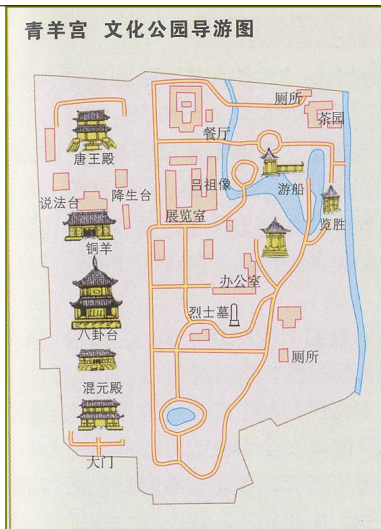 青羊宫 文化公园导游图
厕所
茶园
餐厅
唐王殿
吕祖像
游船
说法台
降生台
展览室
览胜
铜羊
办公室
八卦台
烈士墓
厕所
混元殿
大门